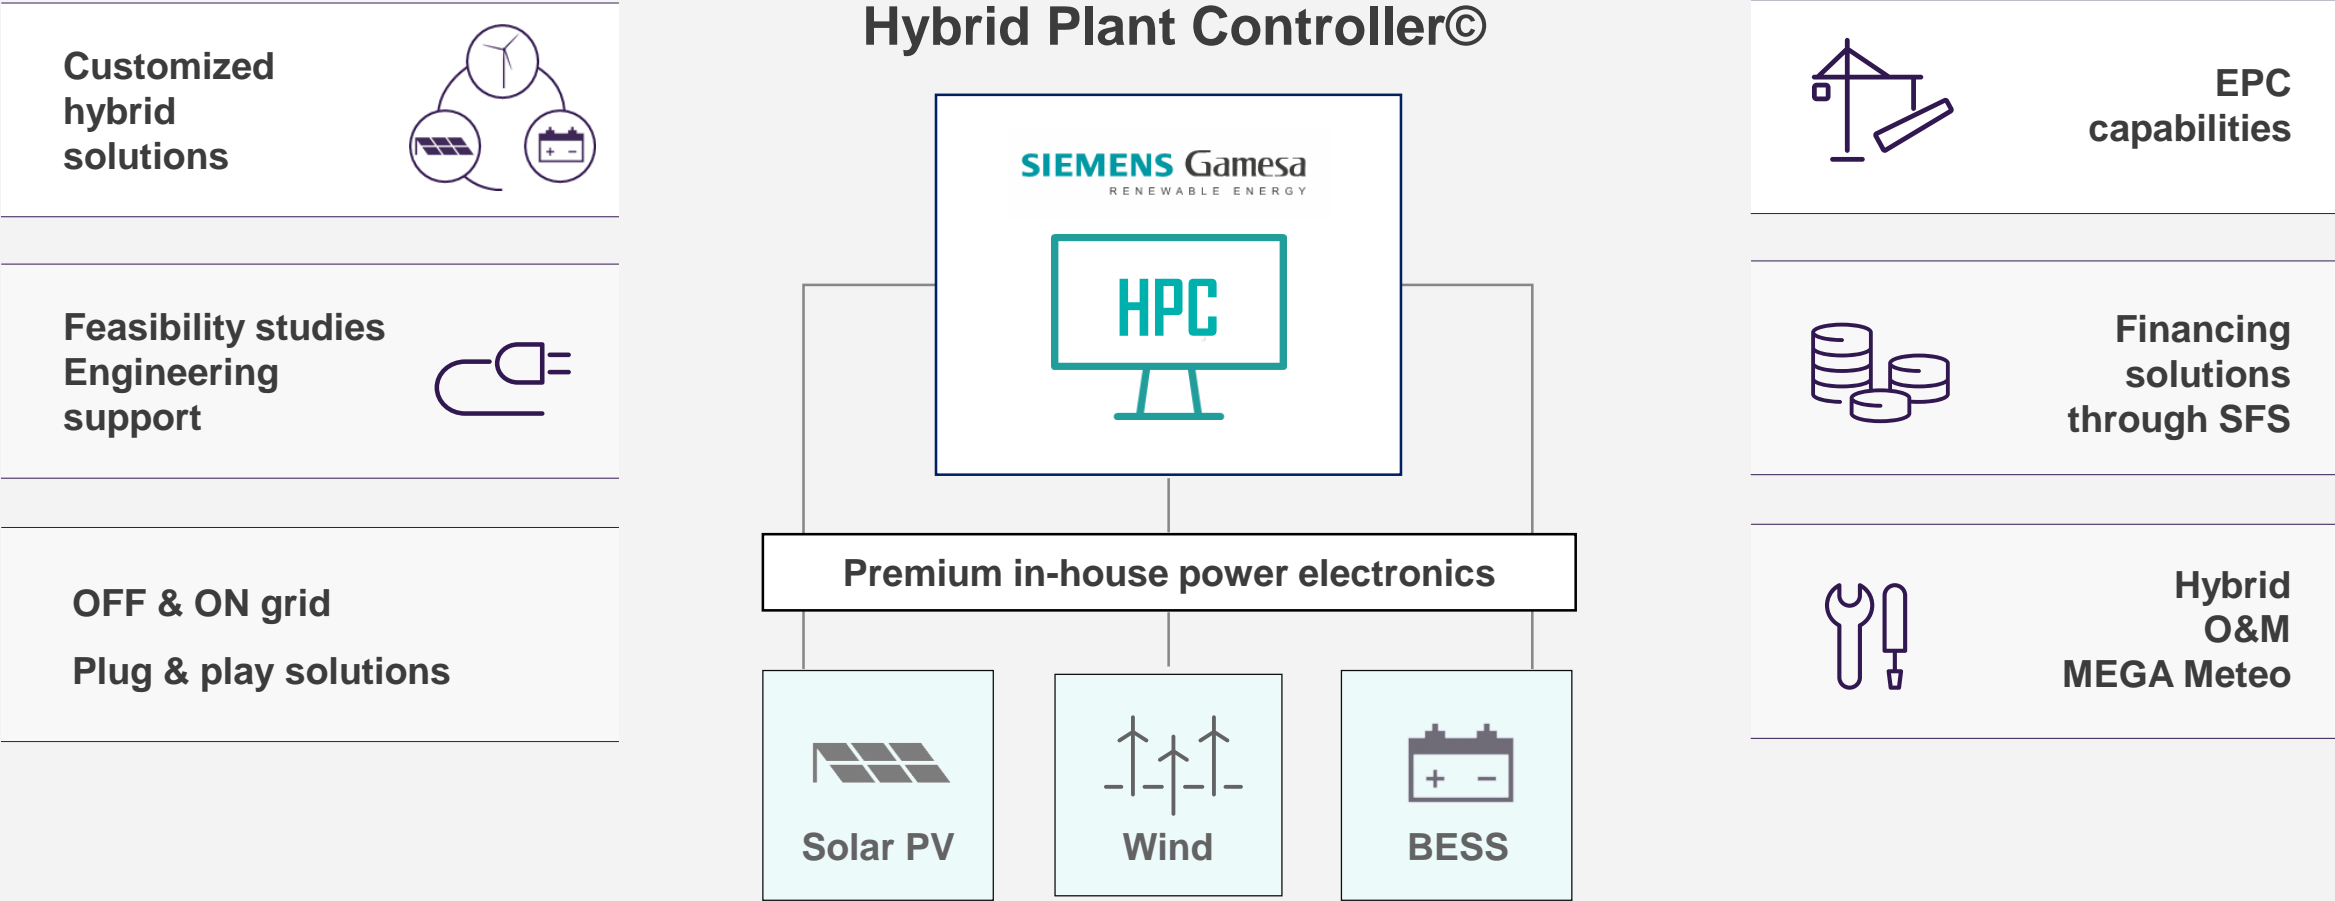 Hybrid Plant Controller©
Customized
hybrid
solutions
Feasibility studies
Engineering
support
OFF & ON grid
Plug & play solutions
SIEMENS Gamesa
RENEWABLE ENERGY
HPC
Premium in-house power electronics
Solar PV
Wind
BESS
EPC
capabilities
Financing
solutions
through SFS
Hybrid
O&M
MEGA Meteo